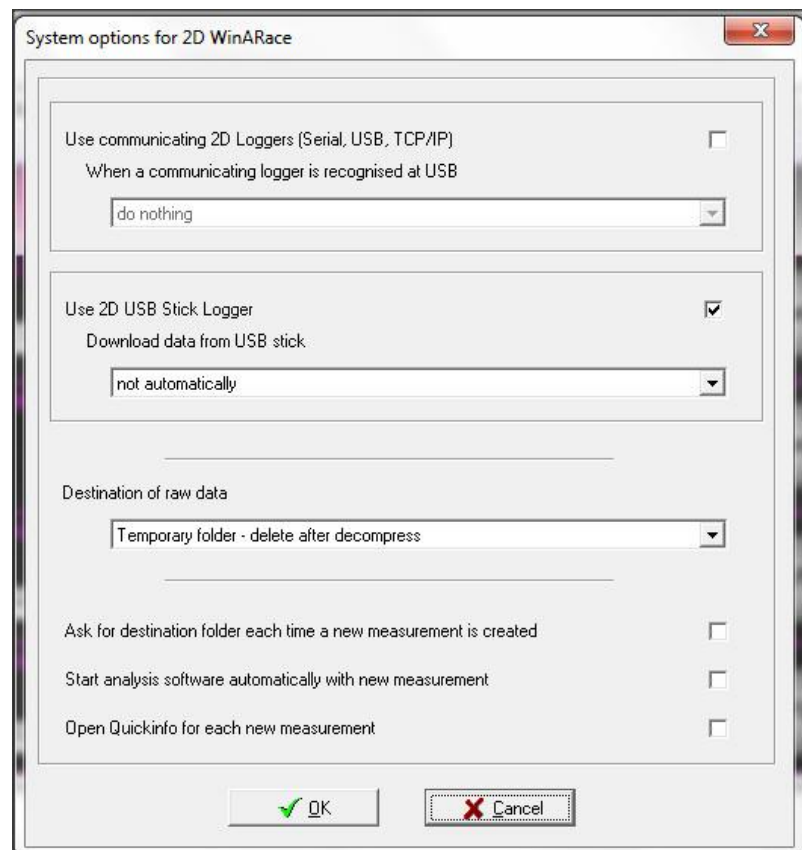 System options for 2D WinARace
Use communicating 2D Loggers (Serial, USB, TCP/IP)
When a communicating logger is recognised at USB
do nothing
Use 2D USB Stick Logger
Download data from USB stick
not automatically
Destination of raw data
Temporary folder - delete after decompress
Ask for destination folder each time a new measurement is created
Start analysis software automatically with new measurement
Open Quickinfo for each new measurement
OK
Cancel